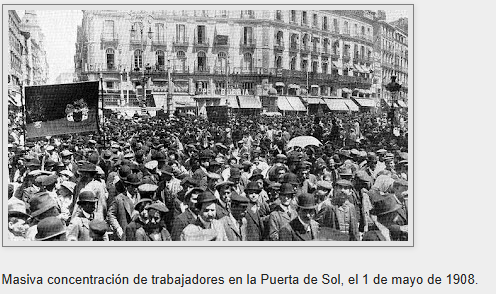 Masiva concentración de trabajadores en la Puerta de Sol, el 1 de mayo de 1908.